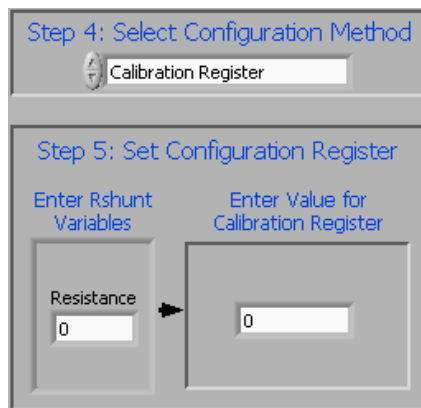 Step 4: Select Configuration Method
Calibration Register
Step 5: Set Configuration Register
Enter Rshunt
Variables
Enter Value for
Calibration Register
Resistance
0
0